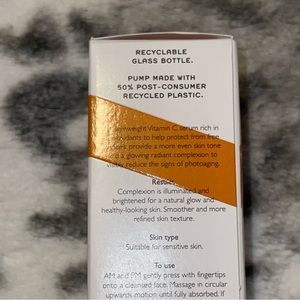 RECYCLABLE
GLASS BOTTLE.
PUMP MADE WITH
50% POST-CONSUMER
RECYCLED PLASTIC.
Vitamin C serum rich in
to help protect from free
provide a more even skin tone
a glowing radiant complexion to
reduce the signs of photoaging.
Result
Complexion is illuminated and
brightened for a natural glow and
healthy-looking skin. Smoother and more
refined skin texture.
Skin type
Suitable for sensitive skin.
To use
AM and PM gently press with fingertips
onto a cleansed face. Massage in circular
upwards motion until fully absorbed. If